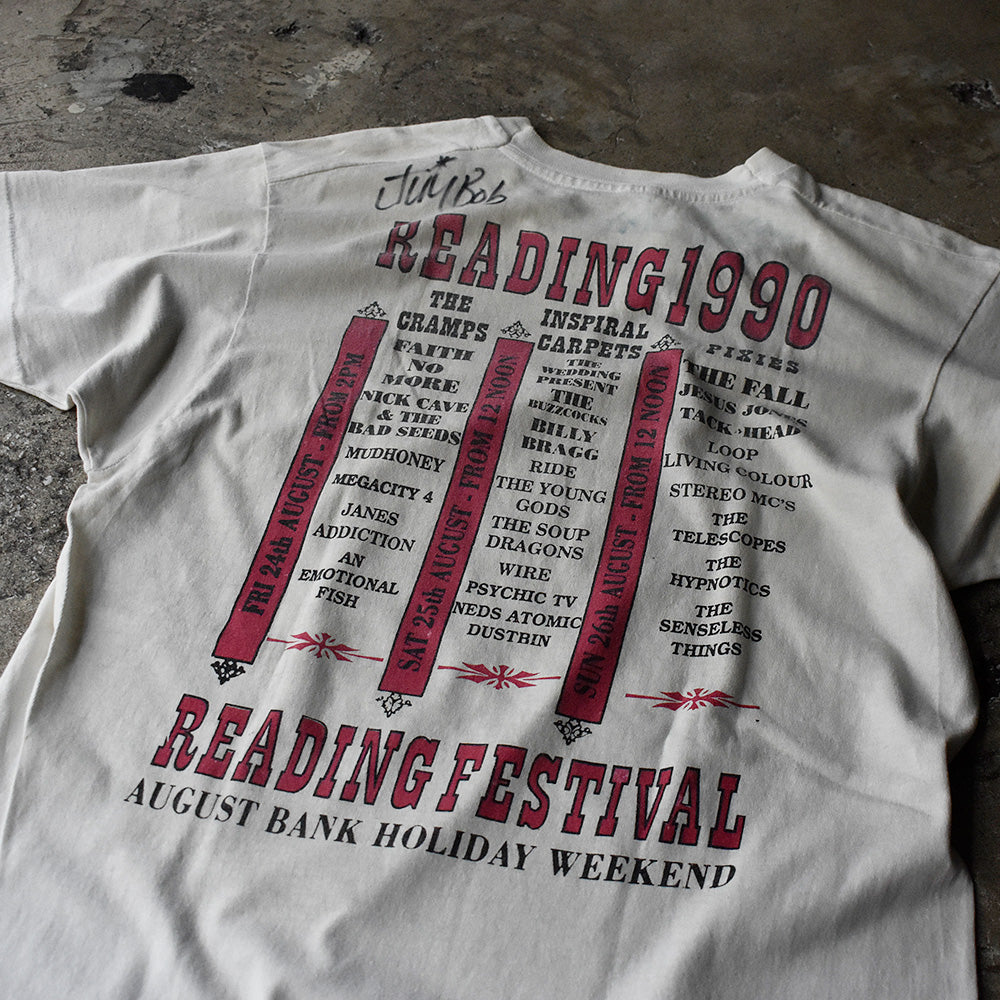 Jim Bob
READING 1990
THE
CRAMPS
FAITH
NO
MORE
NICK CAVE
& THE
BAD SEEDS
MUDHONEY
MEGACITY 4
JANES
ADDICTION
AN
EMOTIONAL
FISH
FRI 24th AUGUST - FROM 2PM
INSPIRAL
CARPETS
THE
WEDDING
PRESENT
THE
BUZZCOCKS
BILLY
BRAGG
RIDE
THE YOUNG
GODS
THE SOUP
DRAGONS
WIRE
PSYCHIC TV
NEDS ATOMIC
DUSTBIN
SAT 25th AUGUST - FROM 12 NOON
PIXIES
THE FALL
JESUS JONES
TACK>HEAD
LOOP
LIVING COLOUR
STEREO MC'S
THE
TELESCOPES
THE
HYPNOTICS
THE
SENSELESS
THINGS
SUN 26th AUGUST - FROM 12 NOON
READING FESTIVAL
AUGUST BANK HOLIDAY WEEKEND